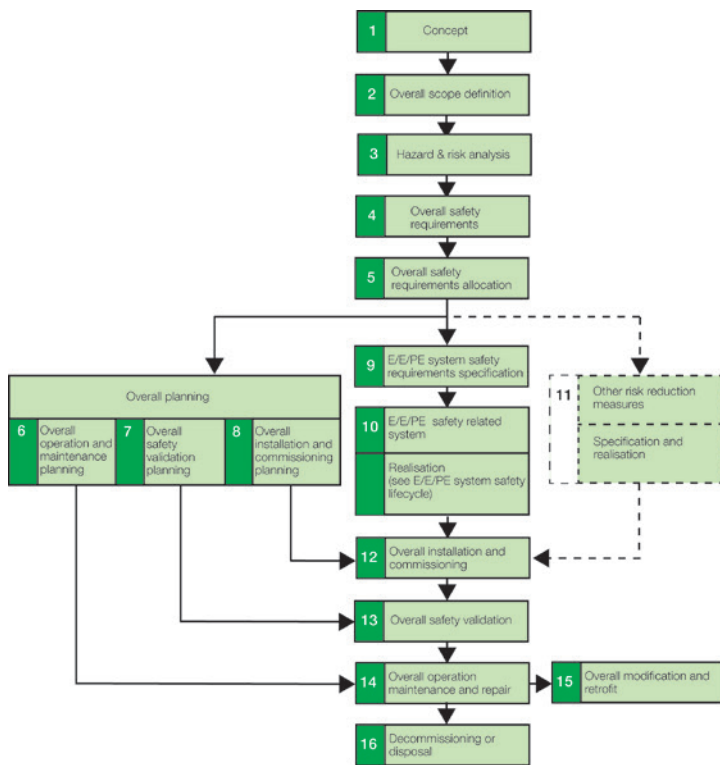 1
Concept
2
Overall scope definition
3
Hazard & risk analysis
4
Overall safety
requirements
5
Overall safety
requirements allocation
Overall planning
6
Overall
operation and
maintenance
planning
7
Overall
safety
validation
planning
8
Overall
installation and
commissioning
planning
9
E/E/PE system safety
requirements specification
10
E/E/PE safety related
system
Realisation
(see E/E/PE system safety
lifecycle)
11
Other risk reduction
measures
Specification and
realisation
12
Overall installation and
commissioning
13
Overall safety validation
14
Overall operation
maintenance and repair
15
Overall modification and
retrofit
16
Decommissioning or
disposal